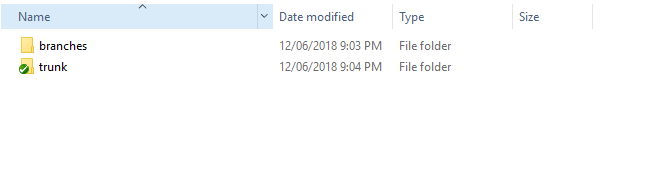 Name Date modified Type Size
branches 12/06/2018 9:03 PM File folder
trunk 12/06/2018 9:04 PM File folder